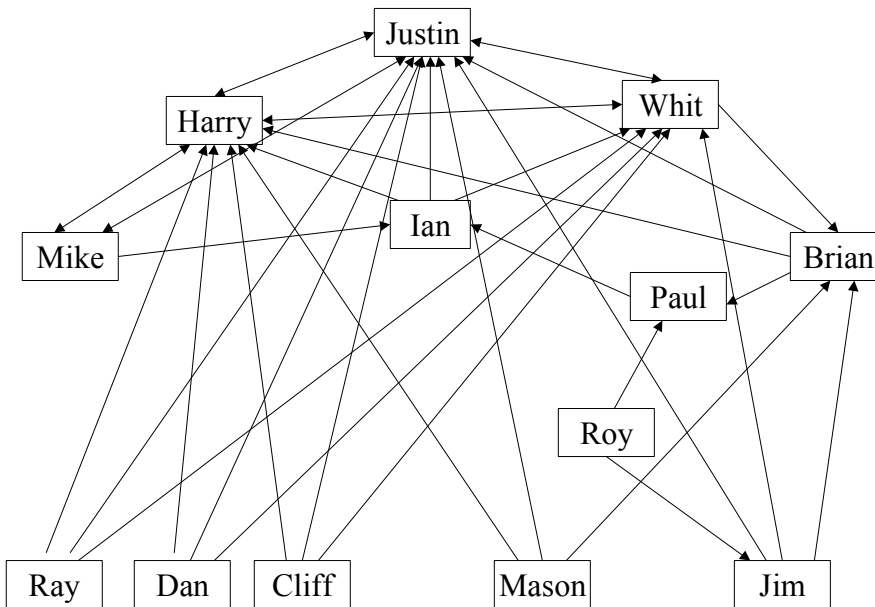 Justin
Harry
Whit
Ian
Mike
Brian
Paul
Roy
Ray
Dan
Cliff
Mason
Jim